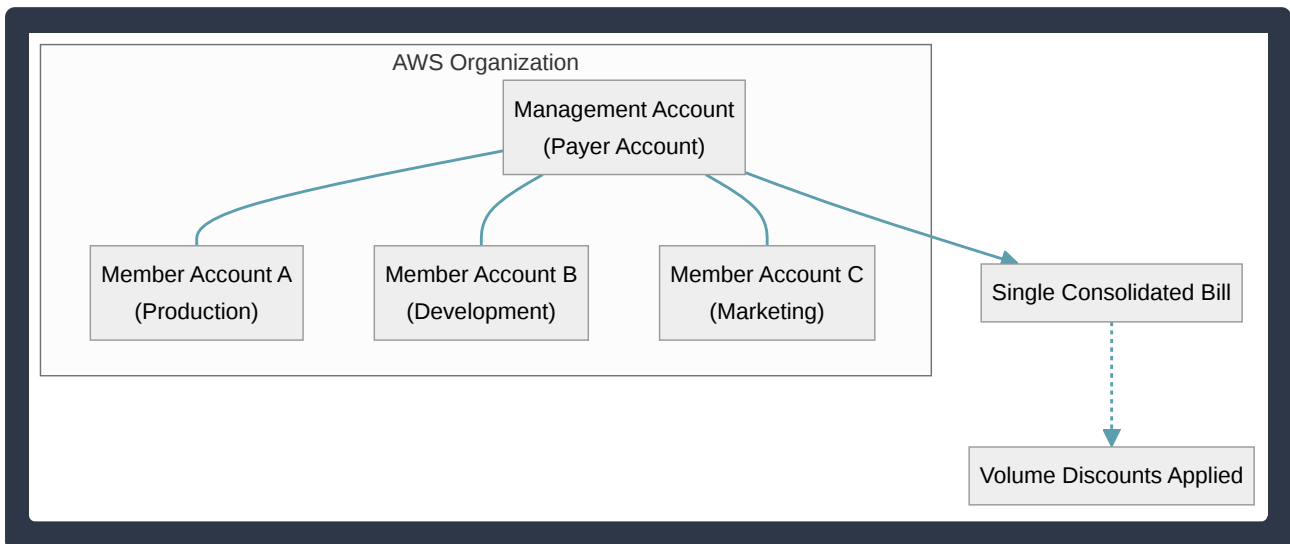 AWS Organization
Management Account
(Payer Account)
Member Account A
(Production)
Member Account B
(Development)
Member Account C
(Marketing)
Single Consolidated Bill
Volume Discounts Applied